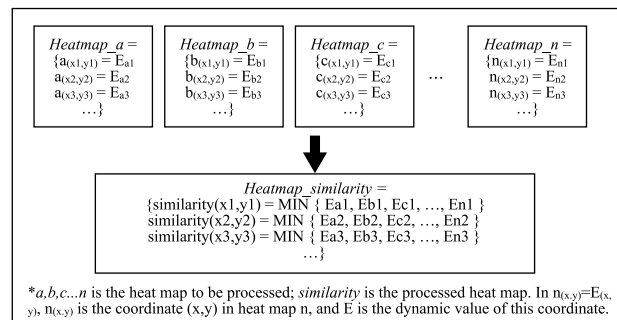 Heatmap_a =
{a(x1,y1) = Ea1
a(x2,y2) = Ea2
a(x3,y3) = Ea3
…}
Heatmap_b =
{b(x1,y1) = Eb1
b(x2,y2) = Eb2
b(x3,y3) = Eb3
…}
Heatmap_c =
{c(x1,y1) = Ec1
c(x2,y2) = Ec2
c(x3,y3) = Ec3
…}
…
Heatmap_n =
{n(x1,y1) = En1
n(x2,y2) = En2
n(x3,y3) = En3
…}
Heatmap_similarity =
{similarity(x1,y1) = MIN { Ea1, Eb1, Ec1, …, En1 }
similarity(x2,y2) = MIN { Ea2, Eb2, Ec2, …, En2 }
similarity(x3,y3) = MIN { Ea3, Eb3, Ec3, …, En3 }
…}
*a,b,c...n is the heat map to be processed; similarity is the processed heat map. In n(x.y)=E(x,
y), n(x.y) is the coordinate (x,y) in heat map n, and E is the dynamic value of this coordinate.